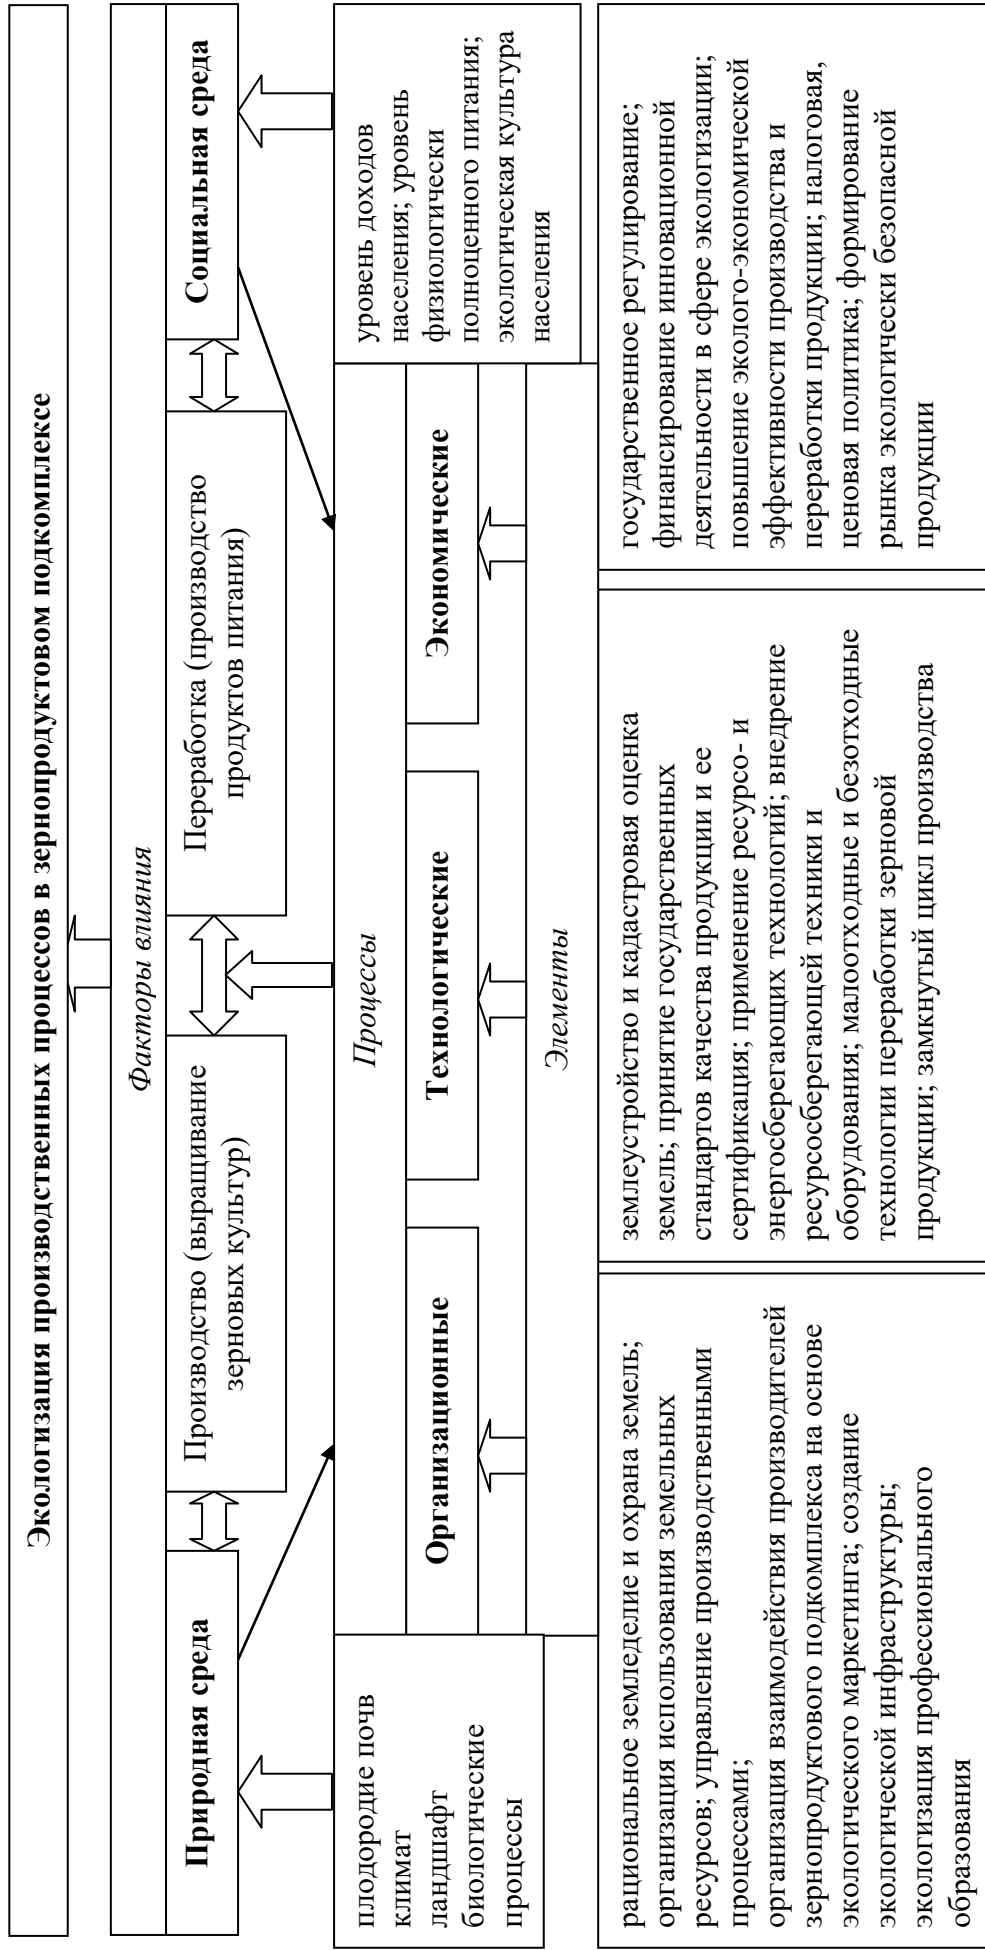 Экологизация производственных процессов в зернопродуктовом подкомплексе
Факторы влияния
Природная среда
Производство (выращивание
зерновых культур)
Переработка (производство
продуктов питания)
Социальная среда
плодородие почв
климат
ландшафт
биологические
процессы
Процессы
Организационные
Технологические
Экономические
Элементы
уровень доходов
населения; уровень
физиологически
полноценного питания;
экологическая культура
населения
рациональное земледелие и охрана земель;
организация использования земельных
ресурсов; управление производственными
процессами;
организация взаимодействия производителей
зернопродуктового подкомплекса на основе
экологического маркетинга; создание
экологической инфраструктуры;
экологизация профессионального
образования
землеустройство и кадастровая оценка
земель; принятие государственных
стандартов качества продукции и ее
сертификация; применение ресурсо- и
энергосберегающих технологий; внедрение
ресурсосберегающей техники и
оборудования; малоотходные и безотходные
технологии переработки зерновой
продукции; замкнутый цикл производства
государственное регулирование;
финансирование инновационной
деятельности в сфере экологизации;
повышение эколого-экономической
эффективности производства и
переработки продукции; налоговая,
ценовая политика; формирование
рынка экологически безопасной
продукции